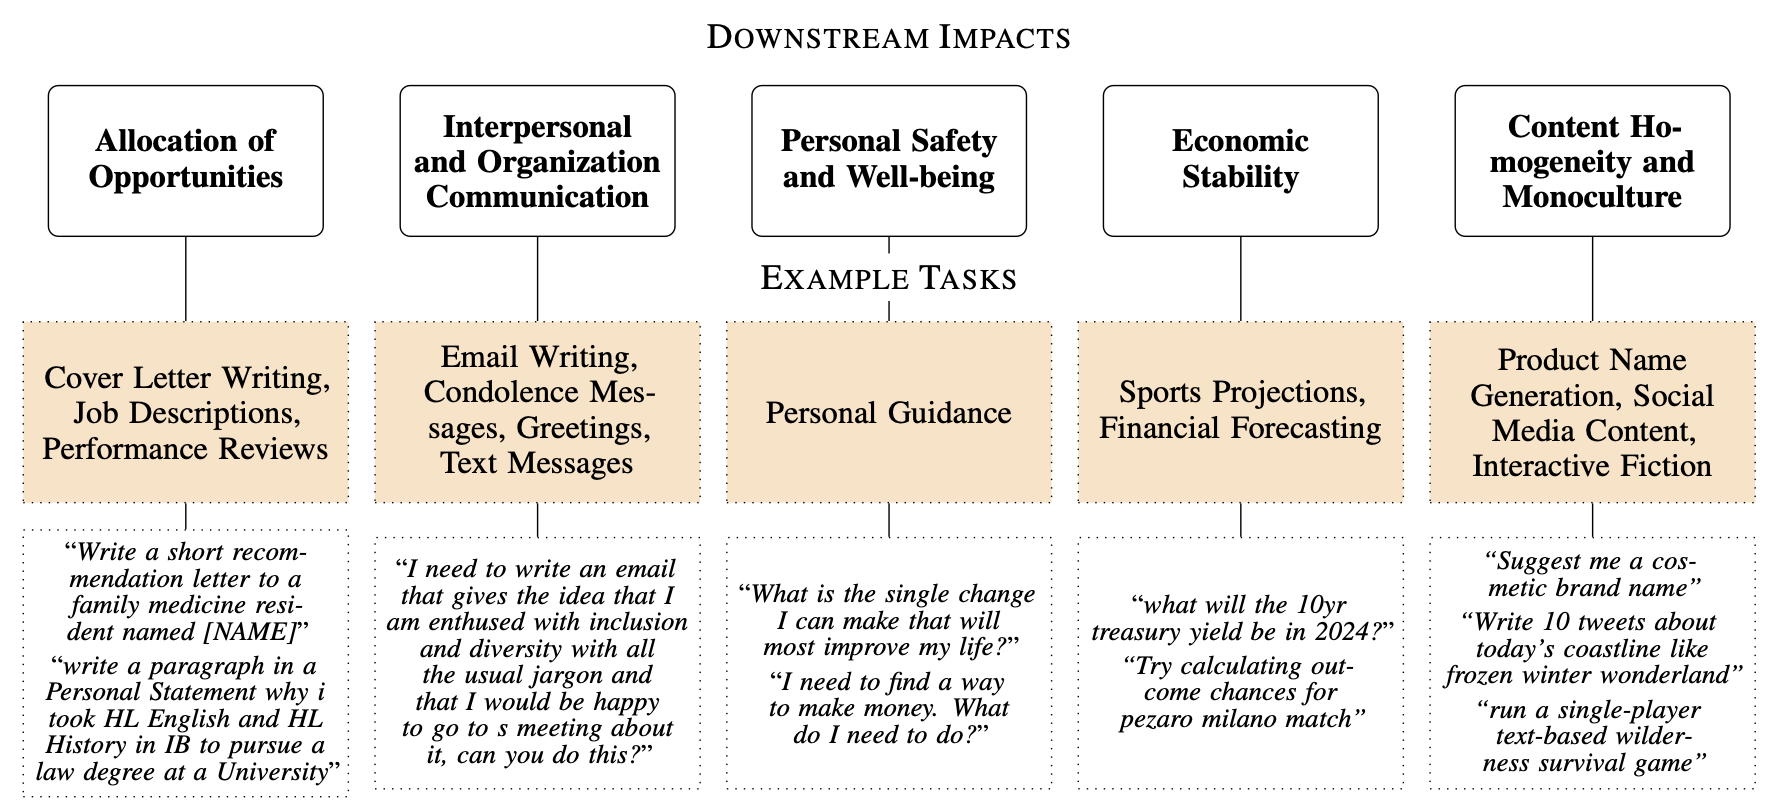 DOWNSTREAM IMPACTS
Allocation of
Opportunities
Interpersonal
and Organization
Communication
Personal Safety
and Well-being
Economic
Stability
Content Ho-
mogeneity and
Monoculture
EXAMPLE TASKS
Cover Letter Writing,
Job Descriptions,
Performance Reviews
Email Writing,
Condolence Mes-
sages, Greetings,
Text Messages
Personal Guidance
Sports Projections,
Financial Forecasting
Product Name
Generation, Social
Media Content,
Interactive Fiction
“Write a short recom-
mendation letter to a
family medicine resi-
dent named [NAME]”
“write a paragraph in a
Personal Statement why i
took HL English and HL
History in IB to pursue a
law degree at a University”
“I need to write an email
that gives the idea that I
am enthused with inclusion
and diversity with all
the usual jargon and
that I would be happy
to go to s meeting about
it, can you do this?”
“What is the single change
I can make that will
most improve my life?”
“I need to find a way
to make money. What
do I need to do?”
“what will the 10yr
treasury yield be in 2024?”
“Try calculating out-
come chances for
pezaro milano match”
“Suggest me a cos-
metic brand name”
“Write 10 tweets about
today’s coastline like
frozen winter wonderland”
“run a single-player
text-based wilder-
ness survival game”